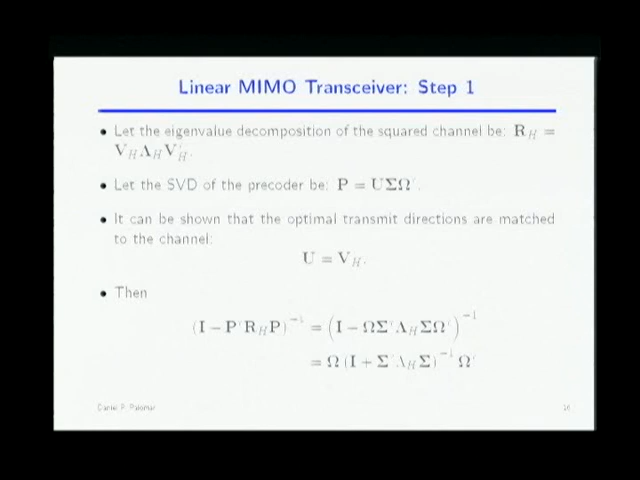 Linear MIMO Transceiver: Step 1
• Let the eigenvalue decomposition of the squared channel be: R_H =
V_H Λ_H V_H′.
• Let the SVD of the precoder be: P = UΣΩ′.
• It can be shown that the optimal transmit directions are matched
to the channel:
U = V_H.
• Then
(I − P′R_H P)^{−1} = (I − ΩΣ′Λ_H ΣΩ′)^{−1}
= Ω (I + Σ′Λ_H Σ)^{−1} Ω′
Daniel P. Palomar